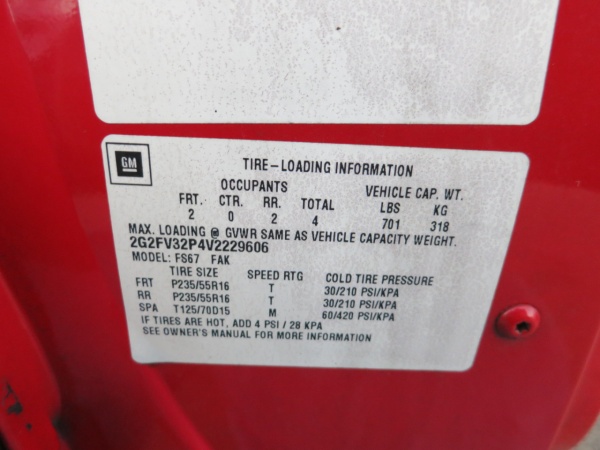 GM
TIRE-LOADING INFORMATION
OCCUPANTS VEHICLE CAP. WT.
FRT. CTR. RR. TOTAL LBS KG
2 0 2 4 701 318
MAX. LOADING @ GVWR SAME AS VEHICLE CAPACITY WEIGHT.
2G2FV32P4V2229606
MODEL: FS67 FAK
TIRE SIZE SPEED RTG COLD TIRE PRESSURE
FRT P235/55R16 T 30/210 PSI/KPA
RR P235/55R16 T 30/210 PSI/KPA
SPA T125/70D15 M 60/420 PSI/KPA
IF TIRES ARE HOT, ADD 4 PSI / 28 KPA
SEE OWNER'S MANUAL FOR MORE INFORMATION